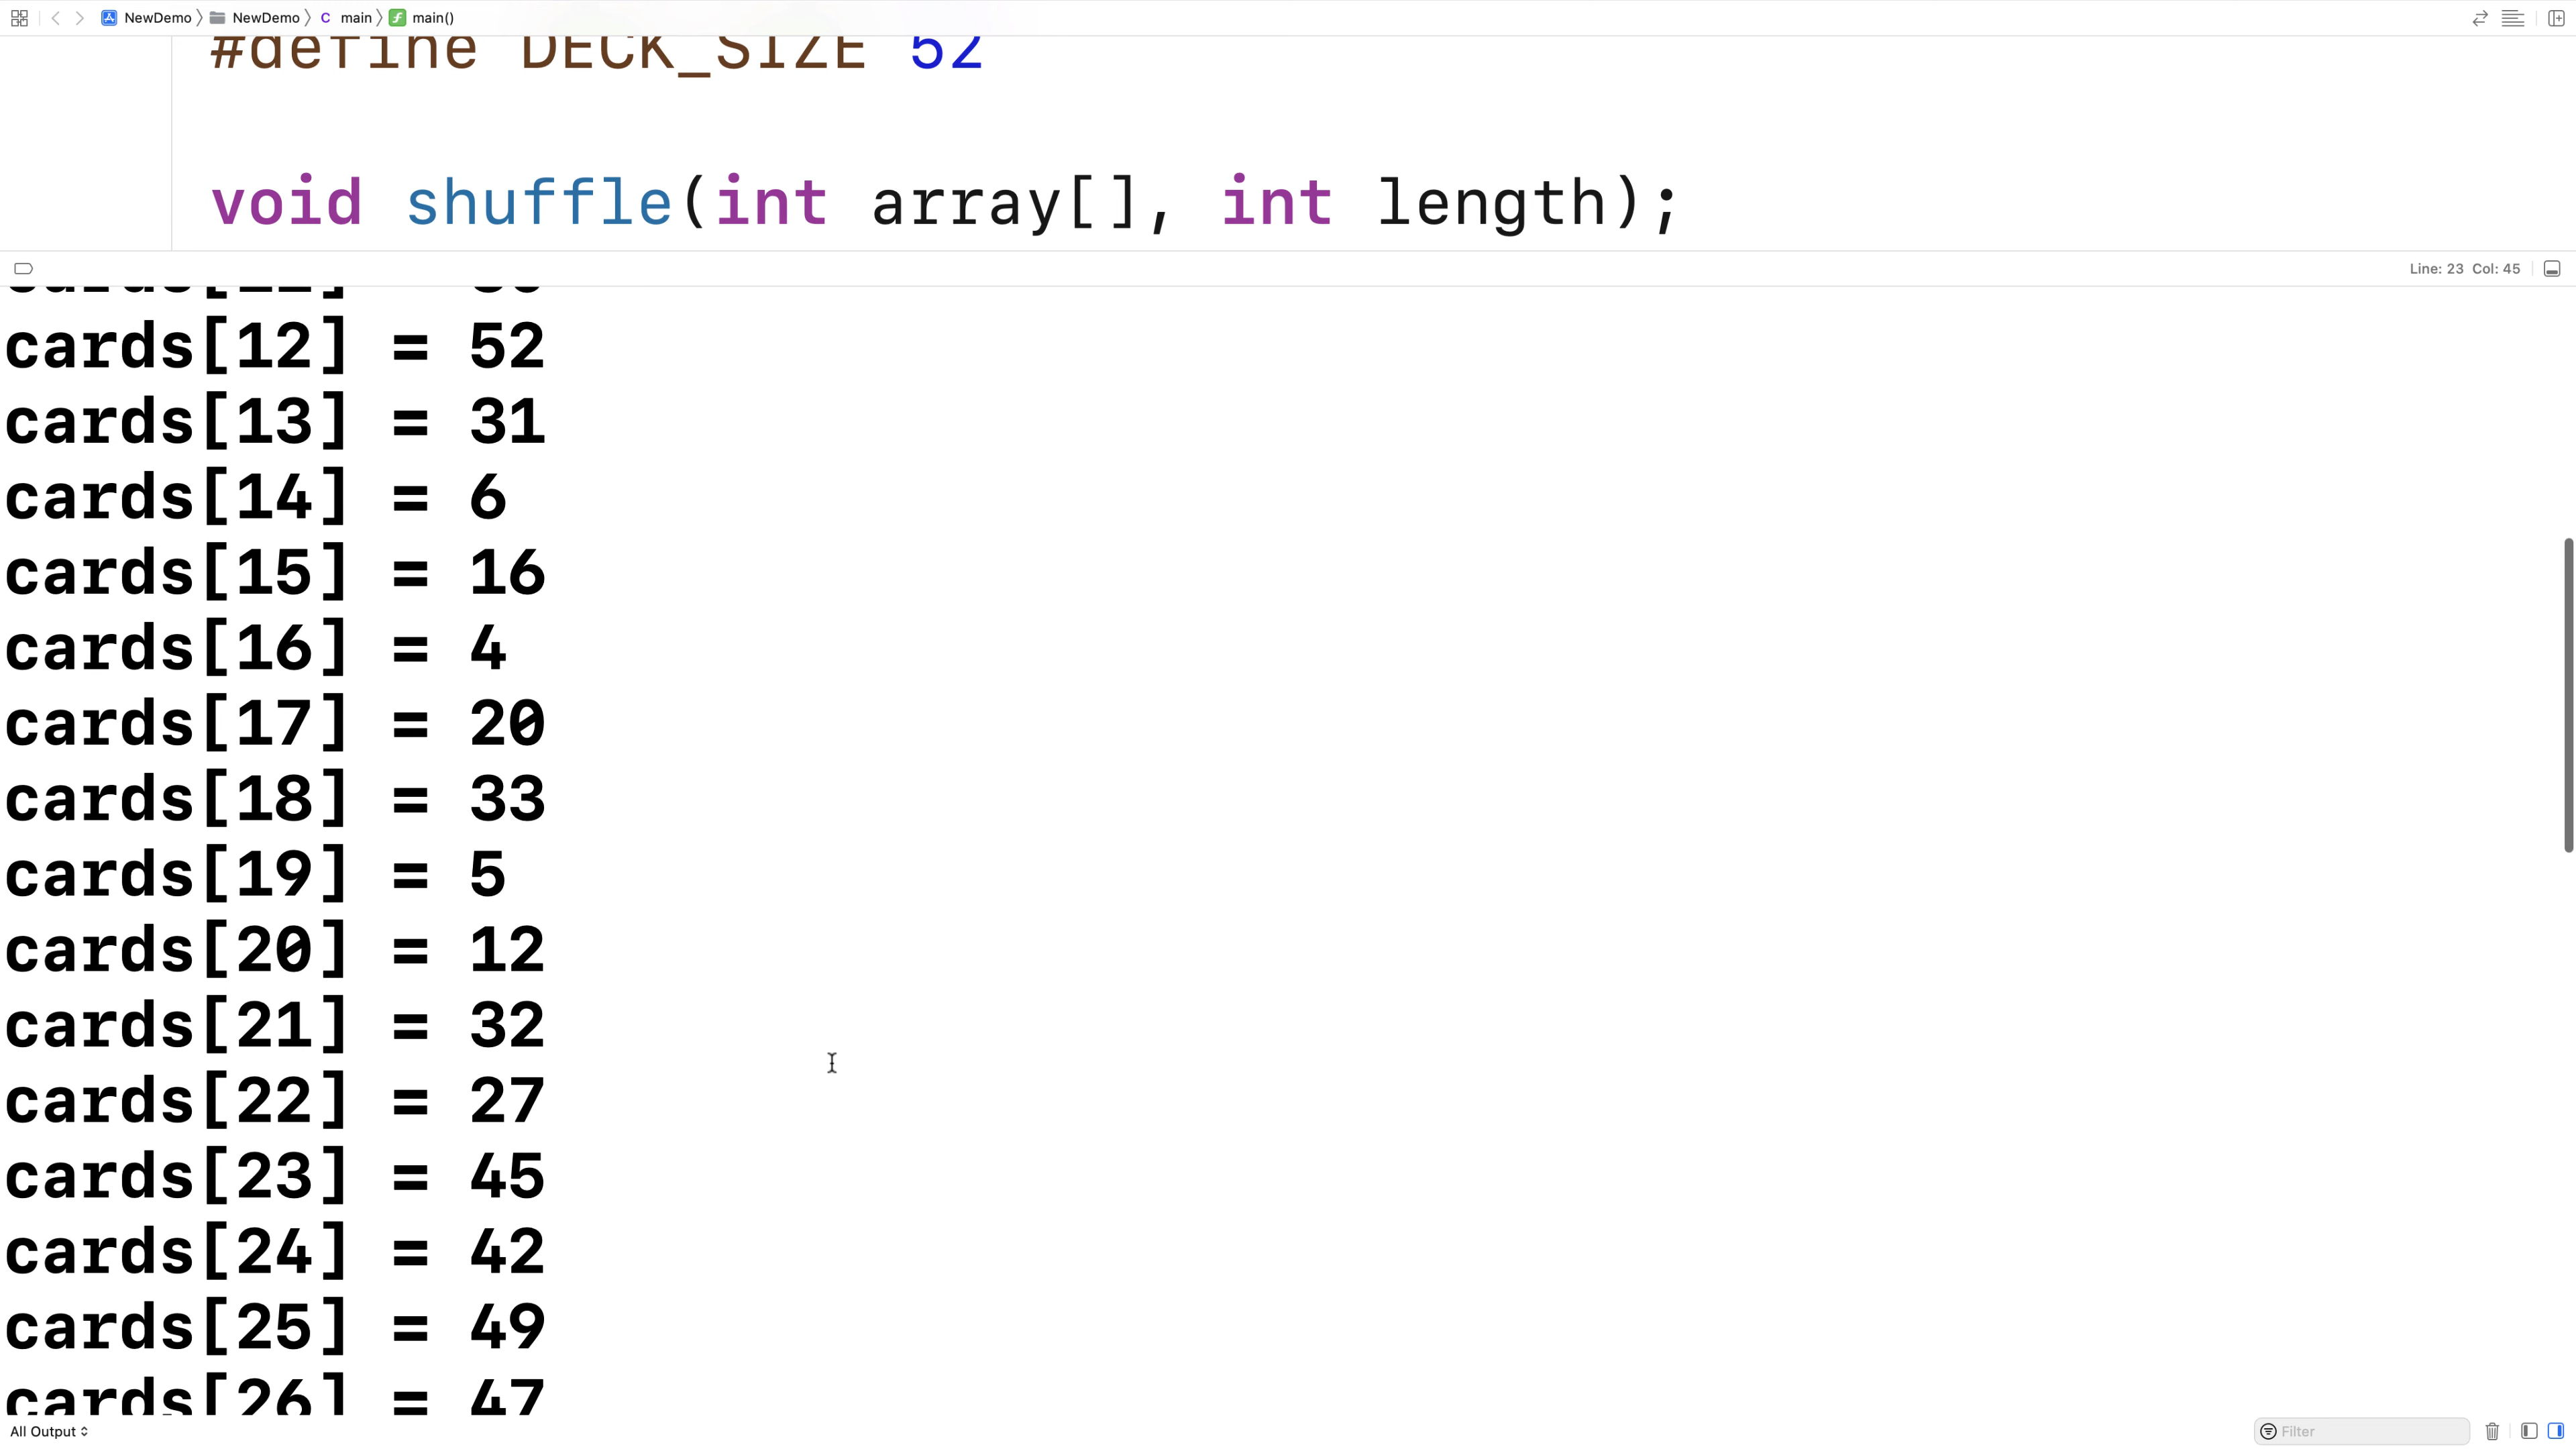 NewDemo NewDemo C main f main()
#define DECK_SIZE 52
void shuffle(int array[], int length);
Line: 23 Col: 45
cards[12] = 52
cards[13] = 31
cards[14] = 6
cards[15] = 16
cards[16] = 4
cards[17] = 20
cards[18] = 33
cards[19] = 5
cards[20] = 12
cards[21] = 32
cards[22] = 27
cards[23] = 45
cards[24] = 42
cards[25] = 49
cards[26] = 47
All Output
Filter